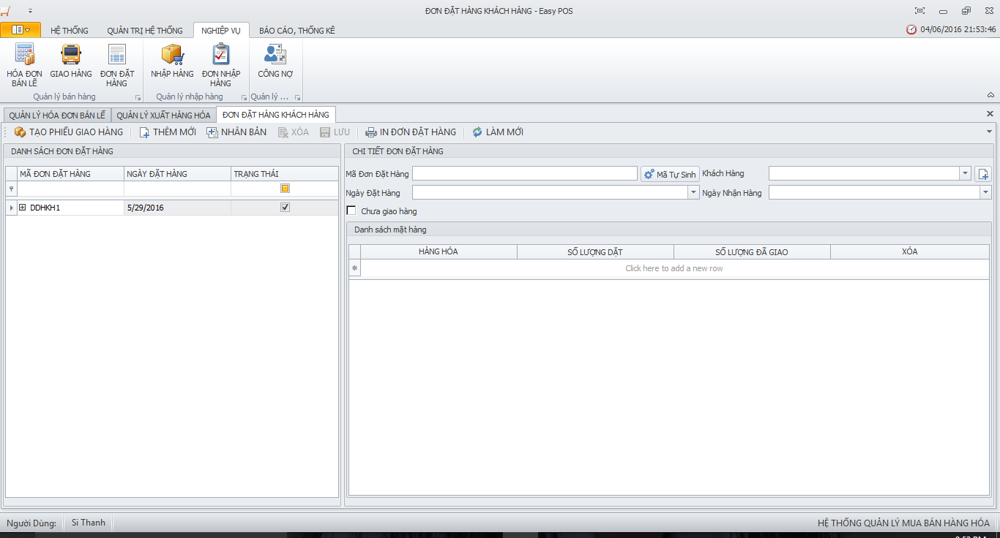 ĐƠN ĐẶT HÀNG KHÁCH HÀNG - Easy POS
HỆ THỐNG QUẢN TRỊ HỆ THỐNG NGHIỆP VỤ BÁO CÁO, THỐNG KÊ 04/06/2016 21:53:46
HÓA ĐƠN BÁN LẺ
GIAO HÀNG
ĐƠN ĐẶT HÀNG
NHẬP HÀNG
ĐƠN NHẬP HÀNG
CÔNG NỢ
Quản lý bán hàng Quản lý nhập hàng Quản lý ...
QUẢN LÝ HÓA ĐƠN BÁN LẺ QUẢN LÝ XUẤT HÀNG HÓA ĐƠN ĐẶT HÀNG KHÁCH HÀNG
TẠO PHIẾU GIAO HÀNG THÊM MỚI NHÂN BẢN XÓA LƯU IN ĐƠN ĐẶT HÀNG LÀM MỚI
DANH SÁCH ĐƠN ĐẶT HÀNG
MÃ ĐƠN ĐẶT HÀNG NGÀY ĐẶT HÀNG TRẠNG THÁI
DDHKH1 5/29/2016
CHI TIẾT ĐƠN ĐẶT HÀNG
Mã Đơn Đặt Hàng Mã Tự Sinh Khách Hàng
Ngày Đặt Hàng Ngày Nhận Hàng
Chưa giao hàng
Danh sách mặt hàng
HÀNG HÓA SỐ LƯỢNG DẶT SỐ LƯỢNG ĐÃ GIAO XÓA
Click here to add a new row
Người Dùng: Si Thanh HỆ THỐNG QUẢN LÝ MUA BÁN HÀNG HÓA